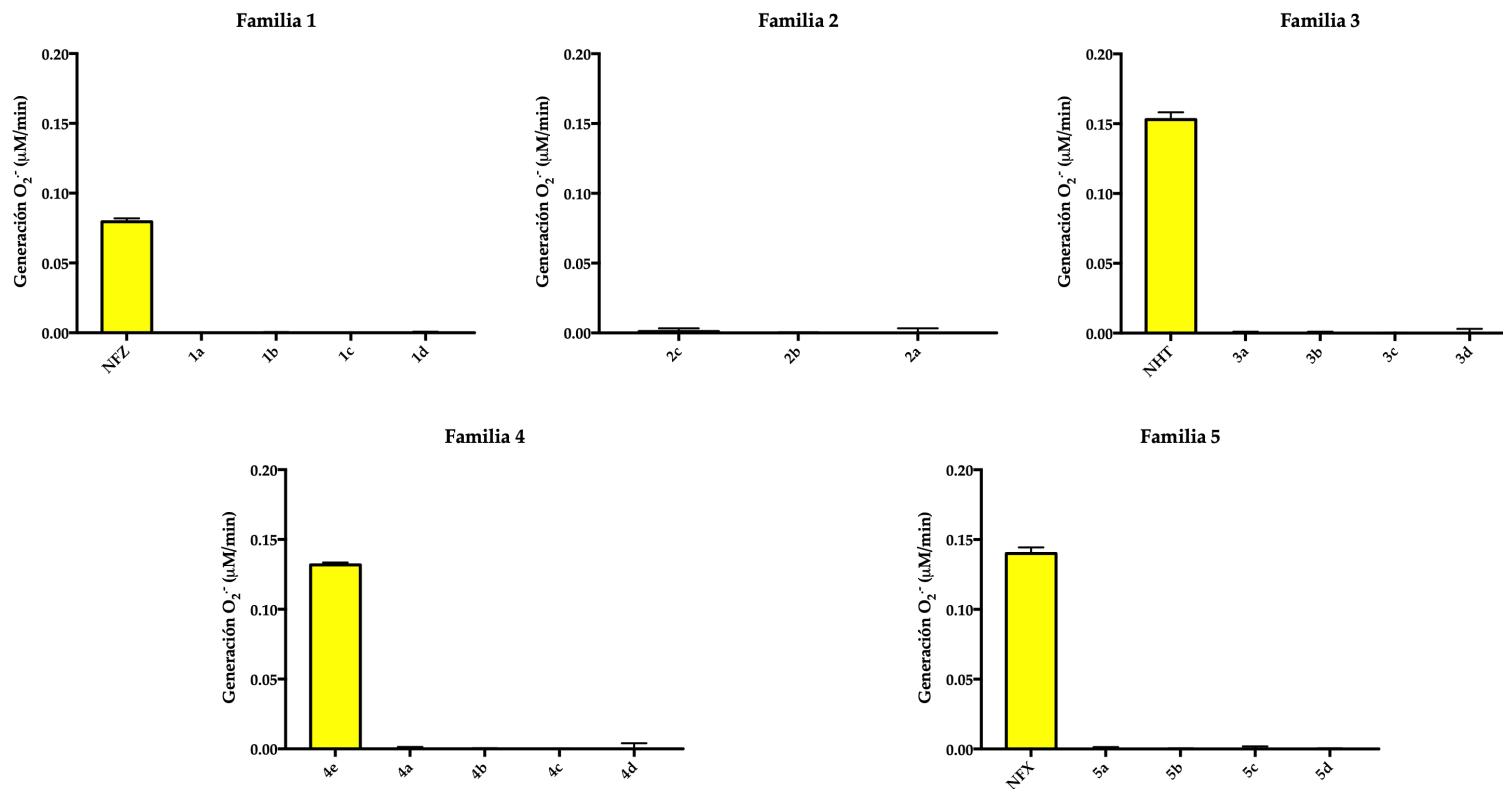 Familia 1
Generación O₂·⁻ (μM/min)
0.20
0.15
0.10
0.05
0.00
NFZ
1a
1b
1c
1d
Familia 2
Generación O₂·⁻ (μM/min)
0.20
0.15
0.10
0.05
0.00
2c
2b
2a
Familia 3
Generación O₂·⁻ (μM/min)
0.20
0.15
0.10
0.05
0.00
NHT
3a
3b
3c
3d
Familia 4
Generación O₂·⁻ (μM/min)
0.20
0.15
0.10
0.05
0.00
4e
4a
4b
4c
4d
Familia 5
Generación O₂·⁻ (μM/min)
0.20
0.15
0.10
0.05
0.00
NFX
5a
5b
5c
5d